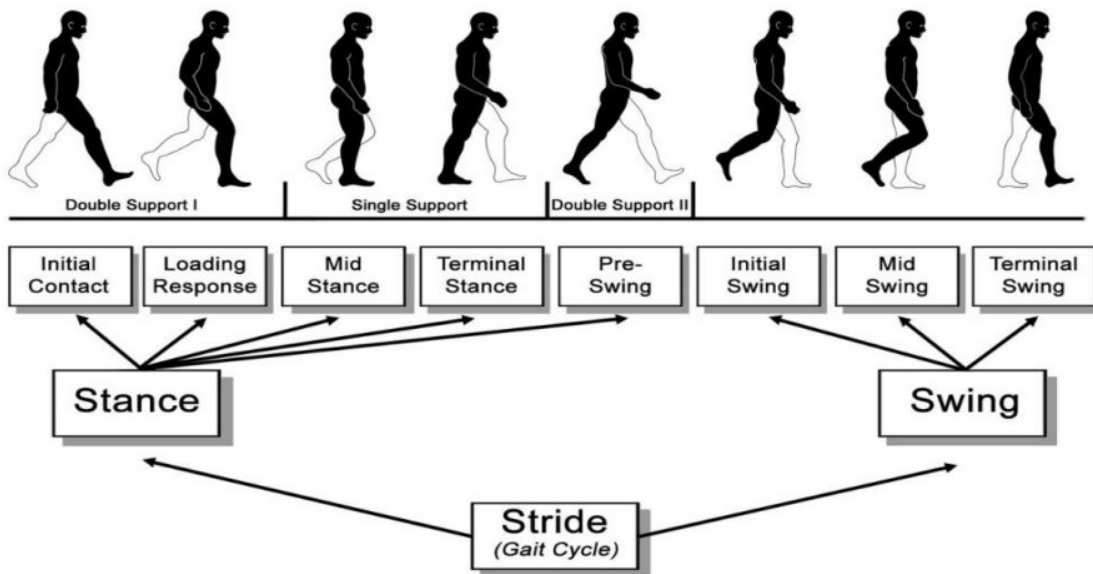 Double Support I
Single Support
Double Support II
Initial
Contact
Loading
Response
Mid
Stance
Terminal
Stance
Pre-
Swing
Initial
Swing
Mid
Swing
Terminal
Swing
Stance
Swing
Stride
(Gait Cycle)